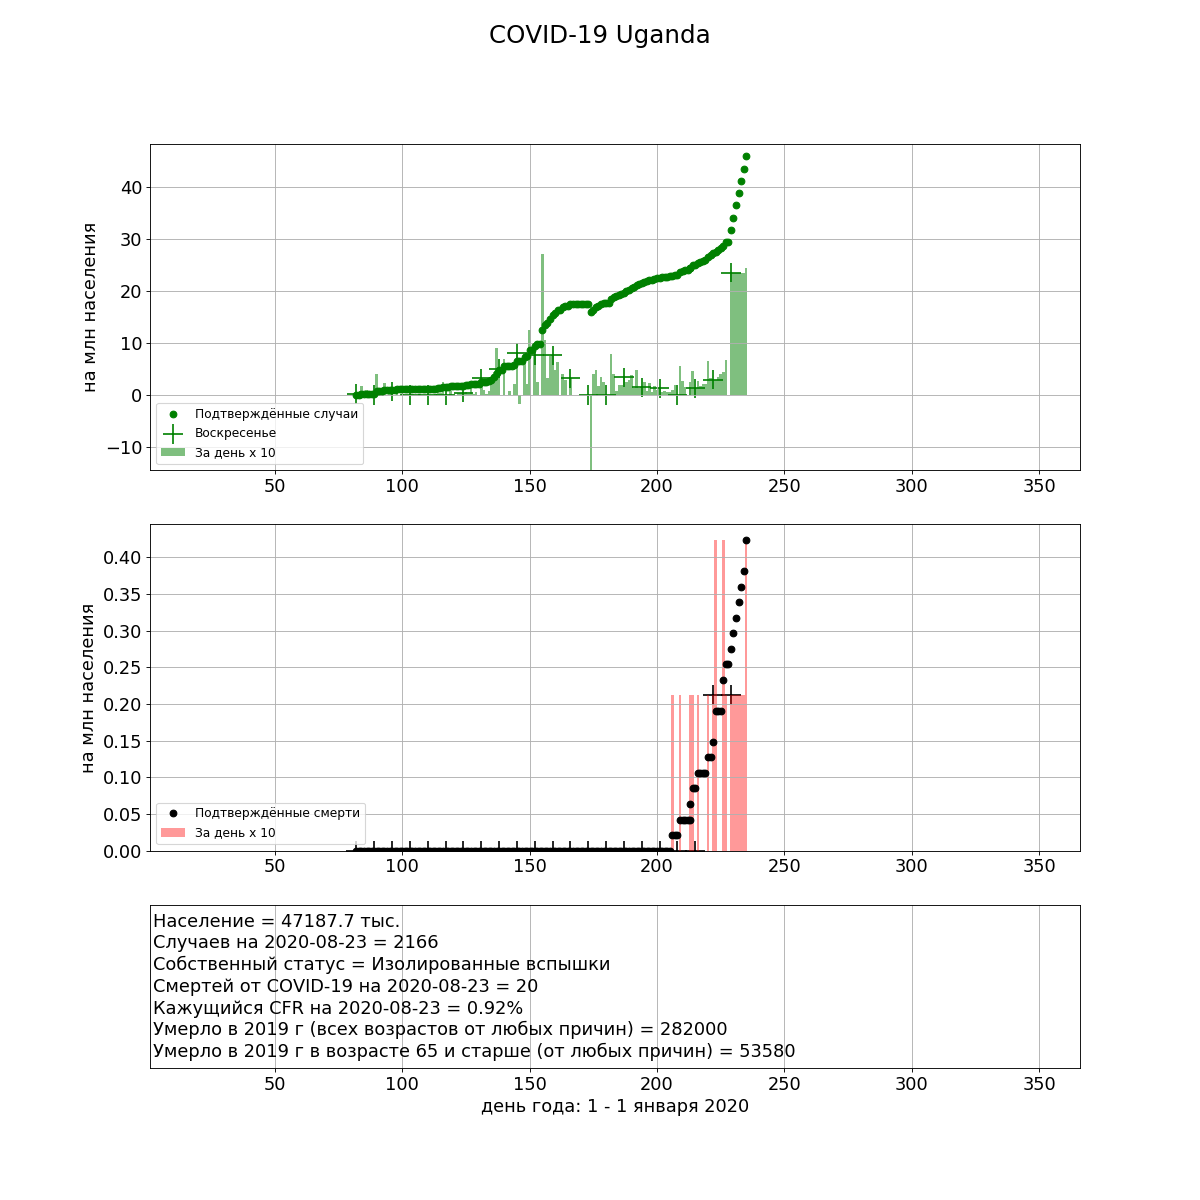 COVID-19 Uganda
на млн населения
40
30
20
10
0
−10
Подтверждённые случаи
Воскресенье
За день x 10
50 100 150 200 250 300 350
на млн населения
0.40
0.35
0.30
0.25
0.20
0.15
0.10
0.05
0.00
Подтверждённые смерти
За день x 10
50 100 150 200 250 300 350
Население = 47187.7 тыс.
Случаев на 2020-08-23 = 2166
Собственный статус = Изолированные вспышки
Смертей от COVID-19 на 2020-08-23 = 20
Кажущийся CFR на 2020-08-23 = 0.92%
Умерло в 2019 г (всех возрастов от любых причин) = 282000
Умерло в 2019 г в возрасте 65 и старше (от любых причин) = 53580
50 100 150 200 250 300 350
день года: 1 - 1 января 2020